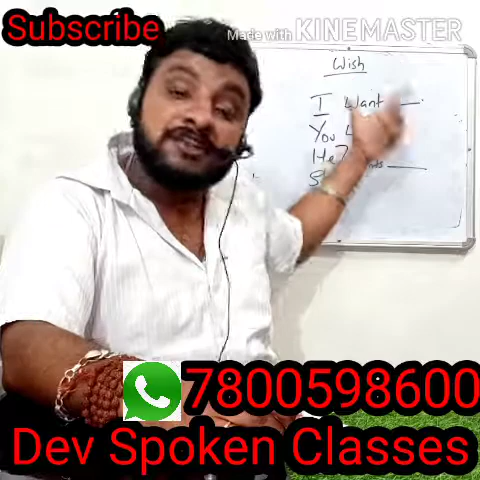 Subscribe
Made with KINEMASTER
Wish
I Want
You
He
7800598600
Dev Spoken Classes